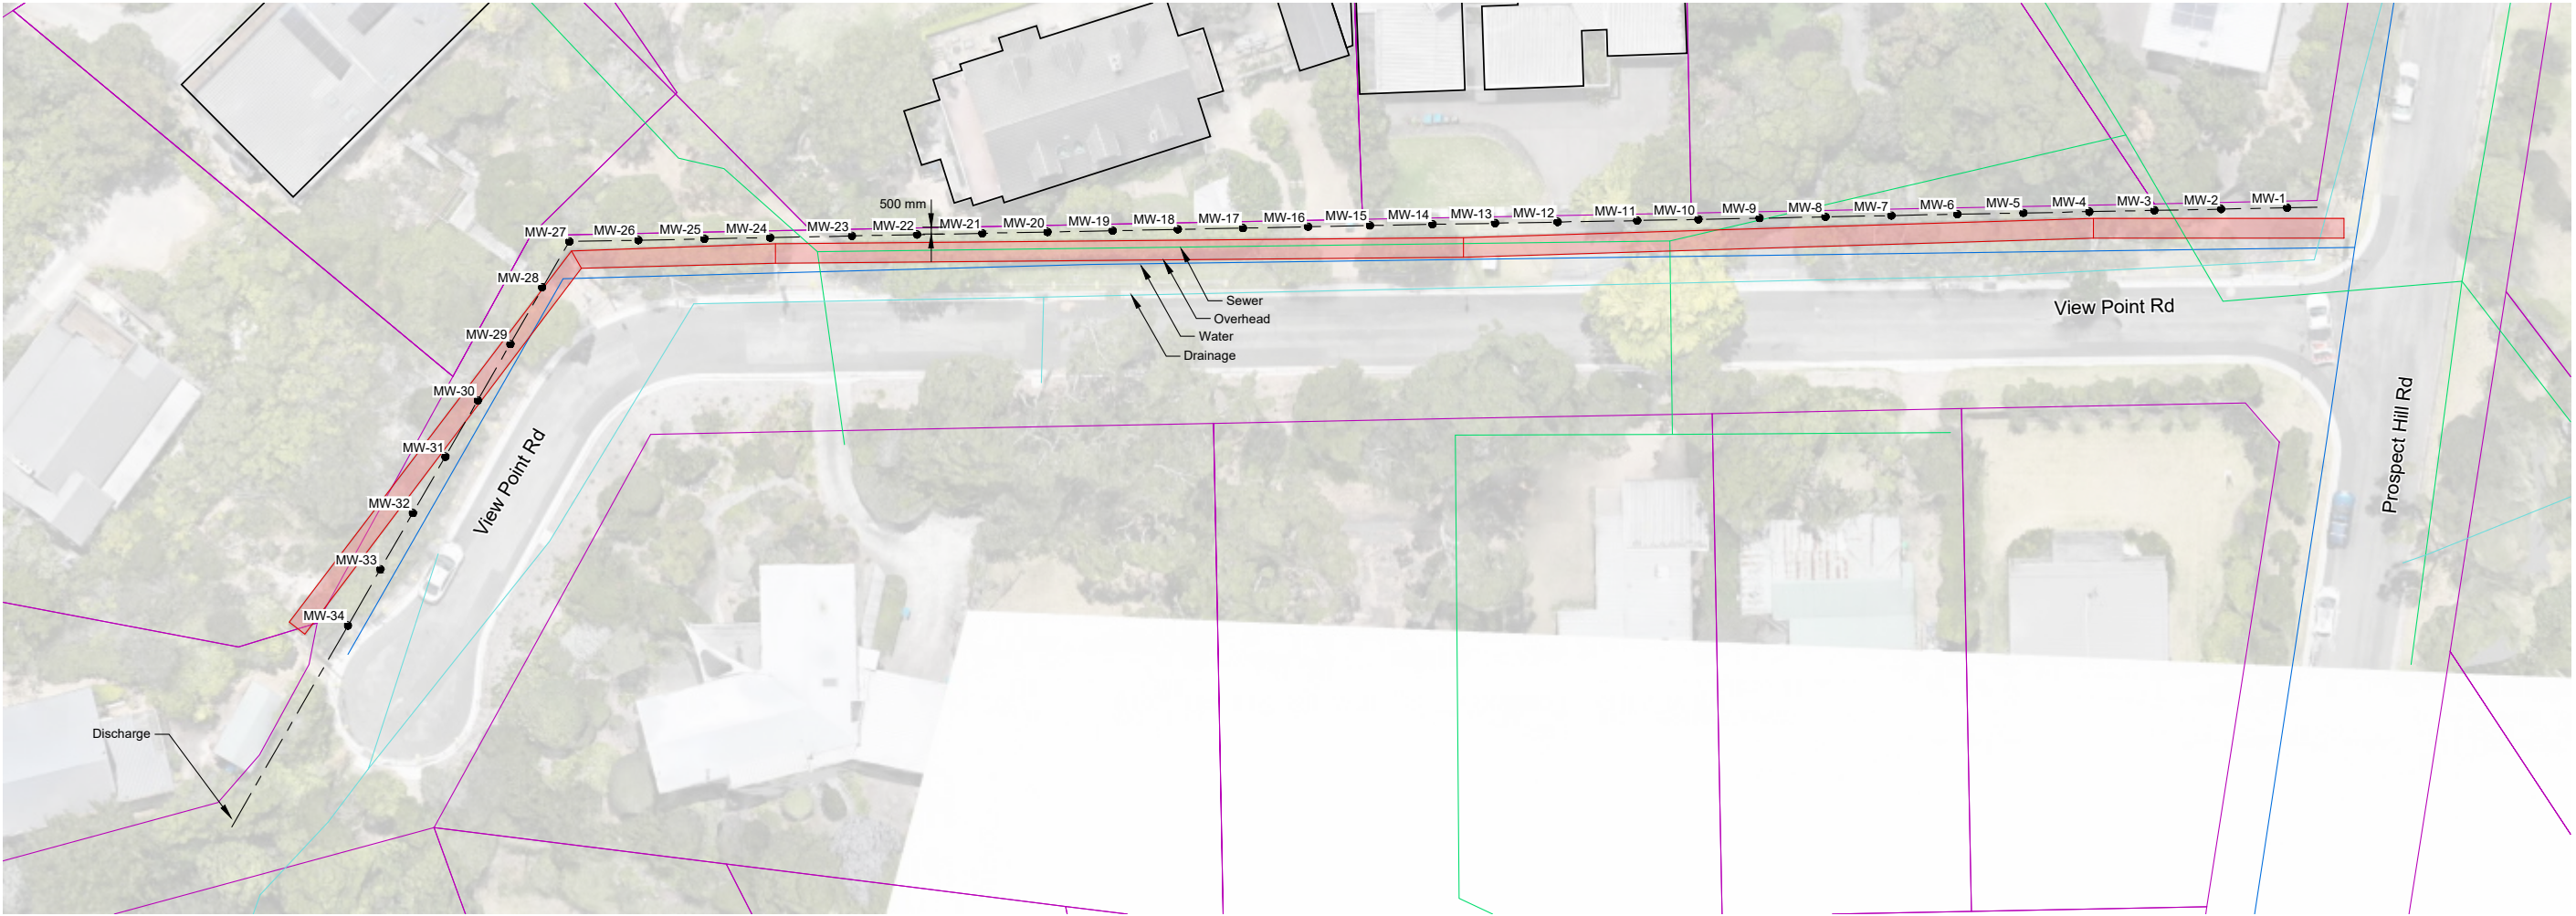 500 mm
MW-1
MW-2
MW-3
MW-4
MW-5
MW-6
MW-7
MW-8
MW-9
MW-10
MW-11
MW-12
MW-13
MW-14
MW-15
MW-16
MW-17
MW-18
MW-19
MW-20
MW-21
MW-22
MW-23
MW-24
MW-25
MW-26
MW-27
MW-28
MW-29
MW-30
MW-31
MW-32
MW-33
MW-34
Sewer
Overhead
Water
Drainage
View Point Rd
View Point Rd
Prospect Hill Rd
Discharge